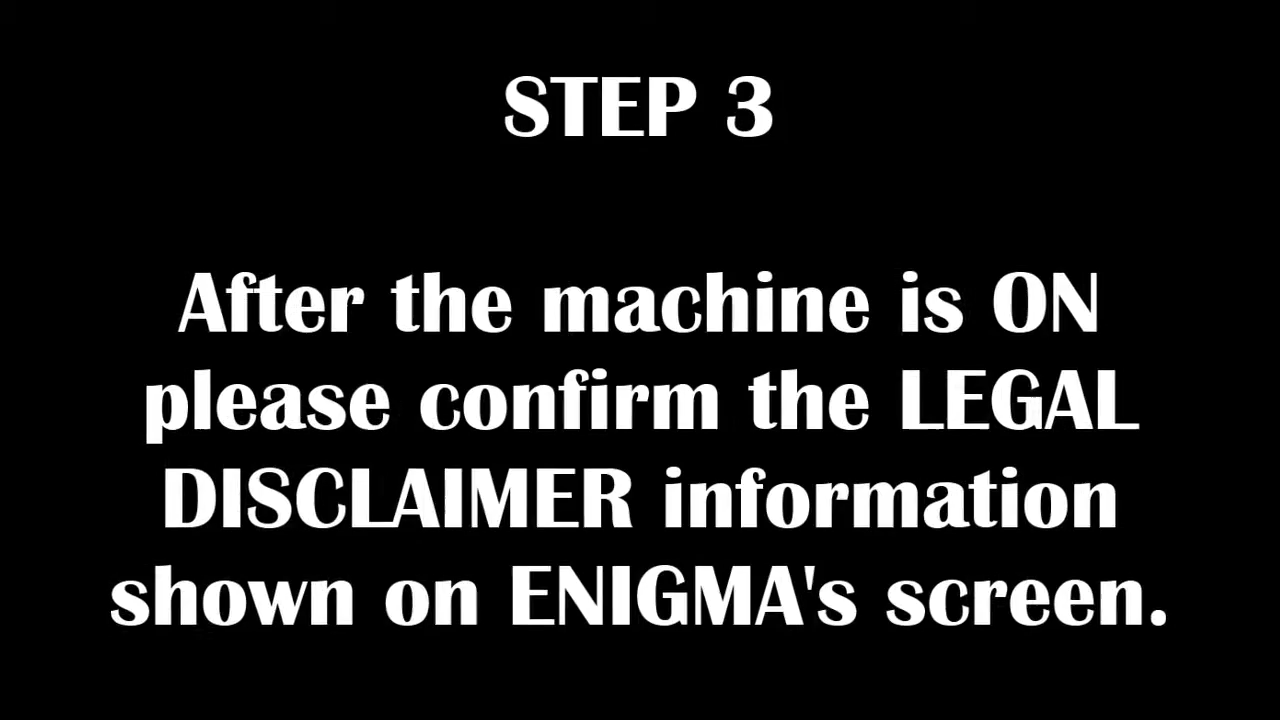 STEP 3
After the machine is ON
please confirm the LEGAL
DISCLAIMER information
shown on ENIGMA's screen.